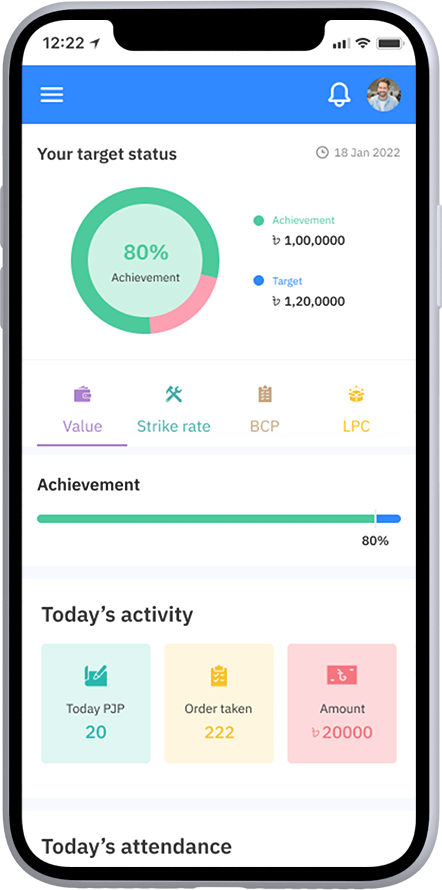 12:22
Your target status
18 Jan 2022
80%
Achievement
Achievement
৳ 1,00,0000
Target
৳ 1,20,0000
Value
Strike rate
BCP
LPC
Achievement
80%
Today’s activity
Today PJP
20
Order taken
222
৳
Amount
৳ 20000
Today’s attendance